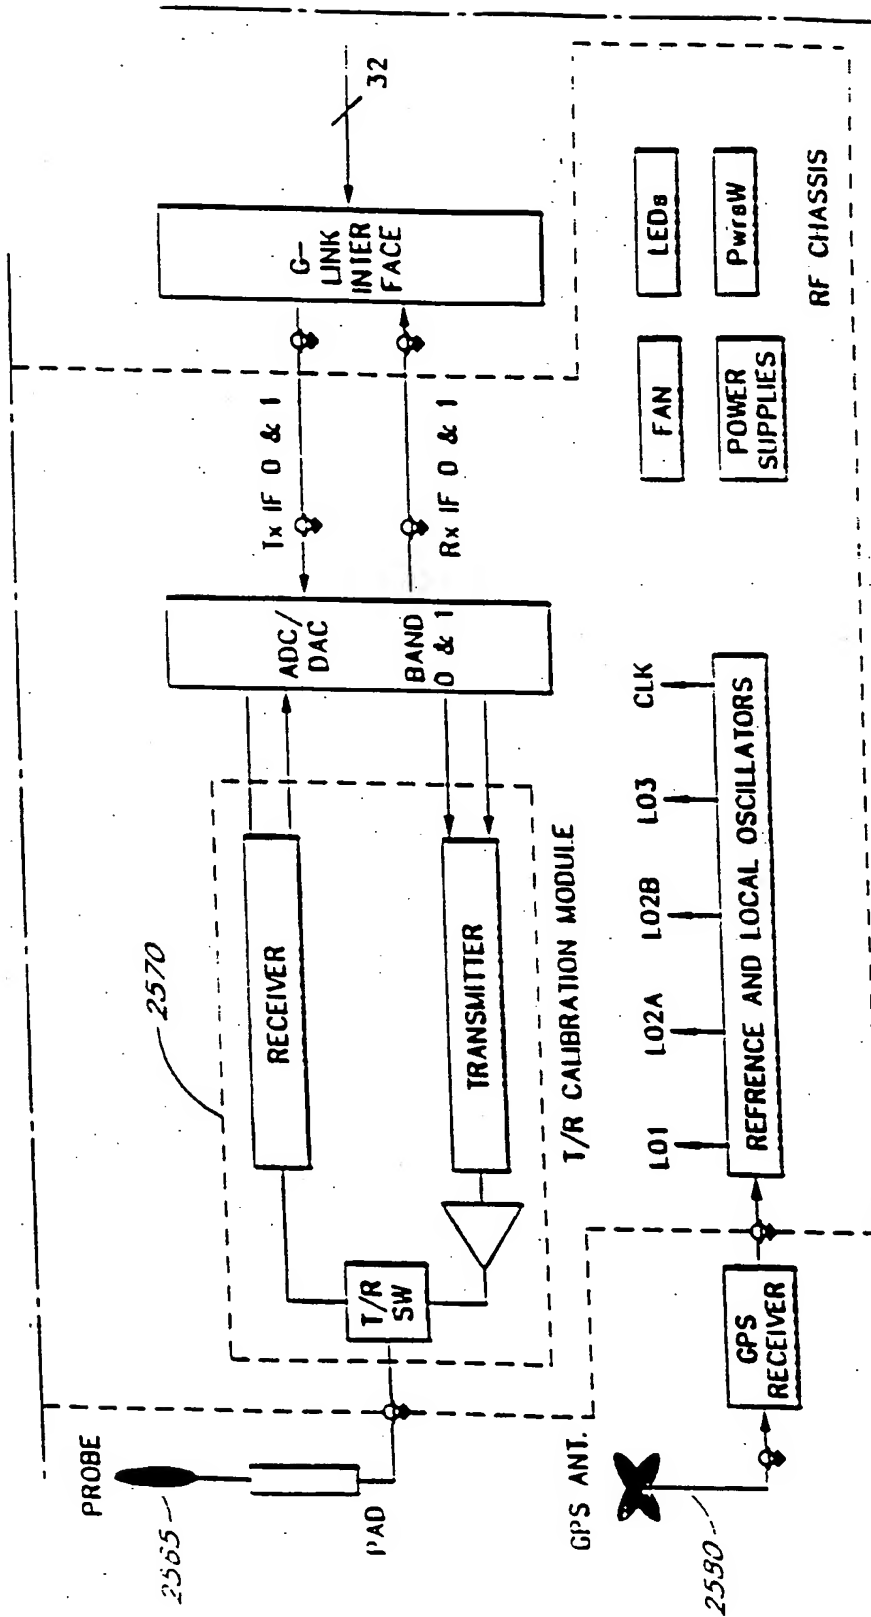 PROBE
2565
PAD
2570
T/R
SW
RECEIVER
TRANSMITTER
T/R CALIBRATION MODULE
ADC/
DAC
BAND
0 & 1
Tx IF 0 & 1
Rx IF 0 & 1
G-
LINK
INTER
FACE
32
GPS ANT.
2590
GPS
RECEIVER
LO1
LO2A
LO2B
LO3
CLK
REFRENCE AND LOCAL OSCILLATORS
FAN
LEDs
POWER
SUPPLIES
PwrsW
RF CHASSIS